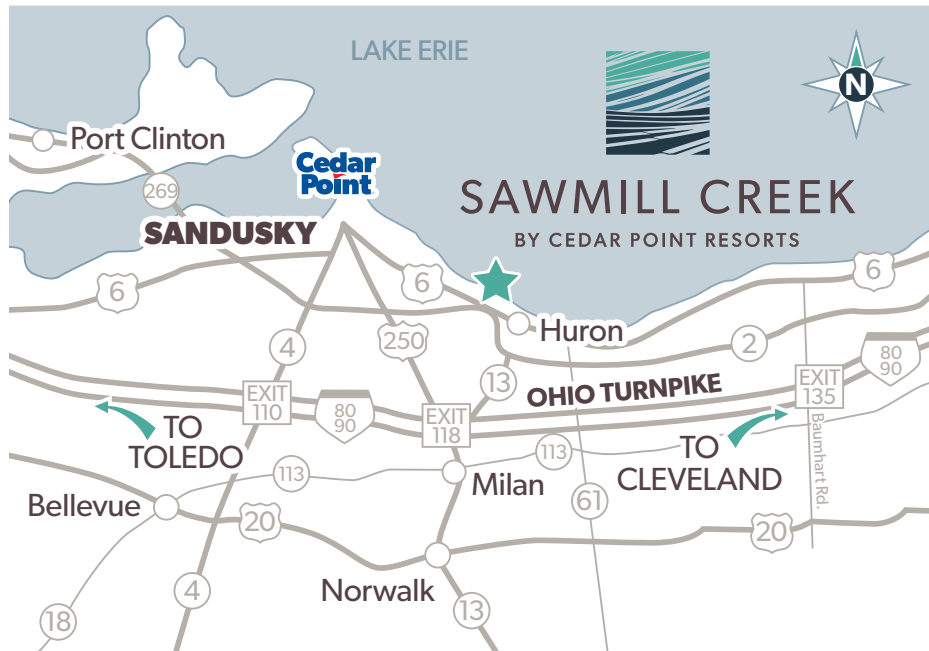 LAKE ERIE
N
Port Clinton
Cedar
Point
269
SAWMILL CREEK
BY CEDAR POINT RESORTS
SANDUSKY
6
6
6
Huron
4
250
2
13
80
90
OHIO TURNPIKE
EXIT
135
EXIT
110
80
90
EXIT
118
TO
TOLEDO
TO
CLEVELAND
Baumhart Rd.
113
113
Milan
Bellevue
61
20
20
Norwalk
4
13
18